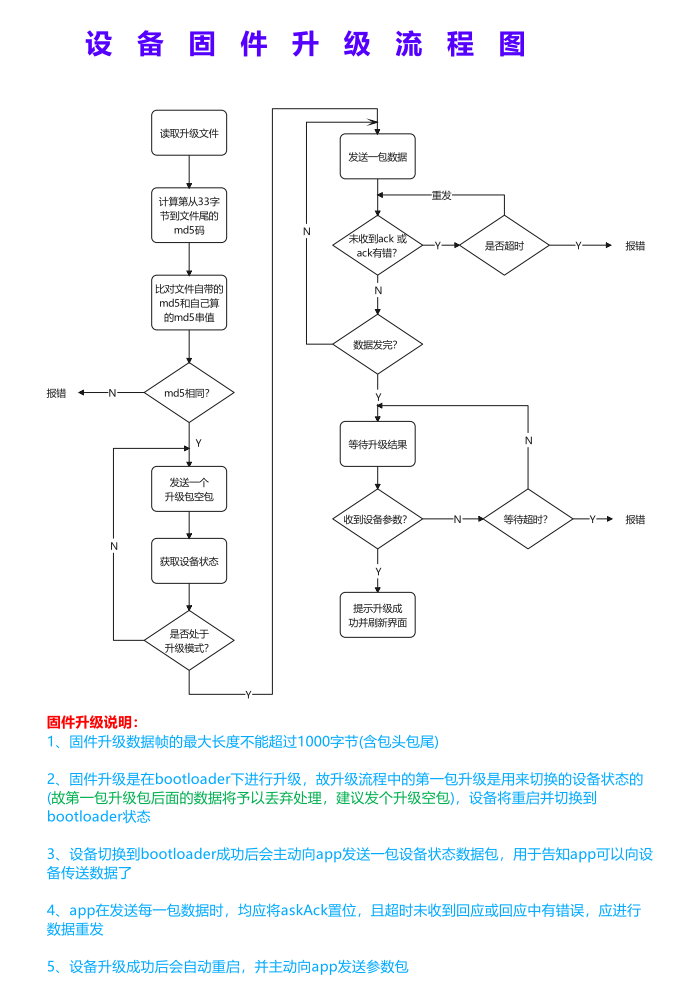 设备固件升级流程图
读取升级文件
计算第从33字
节到文件尾的
md5码
比对文件自带的
md5和自己算
的md5串值
md5相同?
N
报错
Y
发送一个
升级包空包
获取设备状态
是否处于
升级模式?
N
Y
发送一包数据
重发
未收到ack 或
ack有错?
Y
是否超时
Y
报错
N
N
数据发完?
Y
等待升级结果
N
收到设备参数?
N
等待超时?
Y
报错
Y
提示升级成
功并刷新界面
固件升级说明：
1、固件升级数据帧的最大长度不能超过1000字节(含包头包尾)
2、固件升级是在bootloader下进行升级，故升级流程中的第一包升级是用来切换的设备状态的
(故第一包升级包后面的数据将予以丢弃处理，建议发个升级空包)，设备将重启并切换到
bootloader状态
3、设备切换到bootloader成功后会主动向app发送一包设备状态数据包，用于告知app可以向设
备传送数据了
4、app在发送每一包数据时，均应将askAck置位，且超时未收到回应或回应中有错误，应进行
数据重发
5、设备升级成功后会自动重启，并主动向app发送参数包